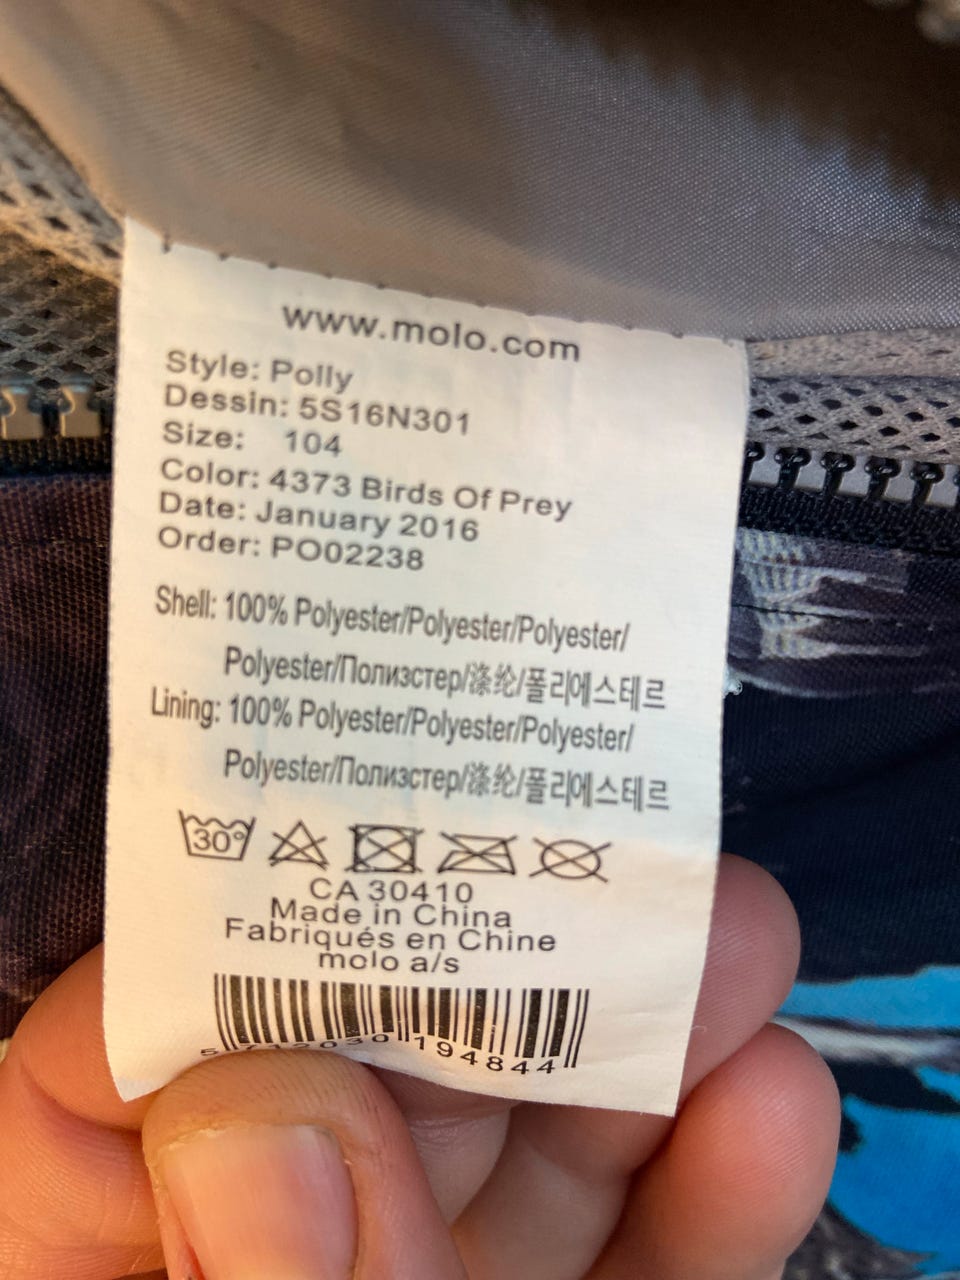 www.molo.com
Style: Polly
Dessin: 5S16N301
Size: 104
Color: 4373 Birds Of Prey
Date: January 2016
Order: PO02238
Shell: 100% Polyester/Polyester/Polyester/
Polyester/Полиэстер/涤纶/폴리에스테르
Lining: 100% Polyester/Polyester/Polyester/
Polyester/Полиэстер/涤纶/폴리에스테르
30°
CA 30410
Made in China
Fabriqués en Chine
molo a/s
5 712030 194844